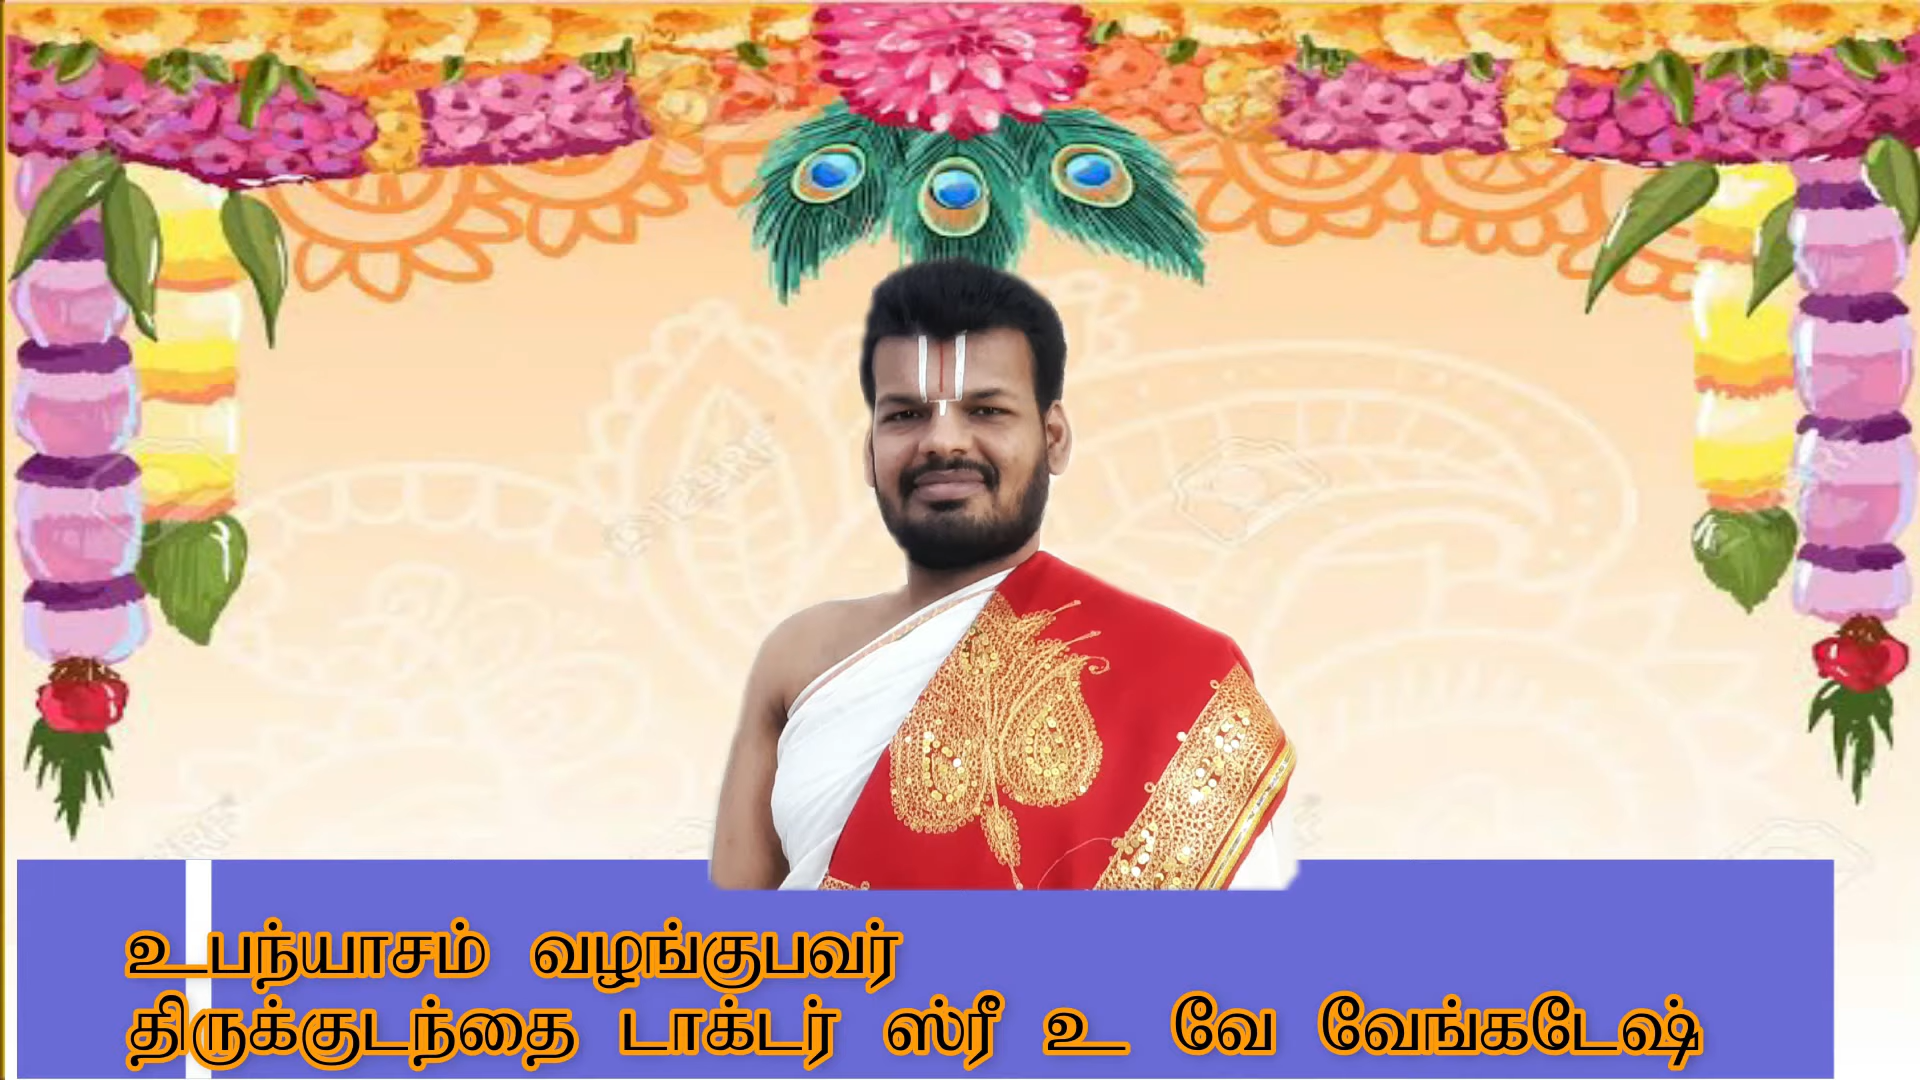 உபந்யாசம் வழங்குபவர்
திருக்குடந்தை டாக்டர் ஸ்ரீ உ வே வேங்கடேஷ்